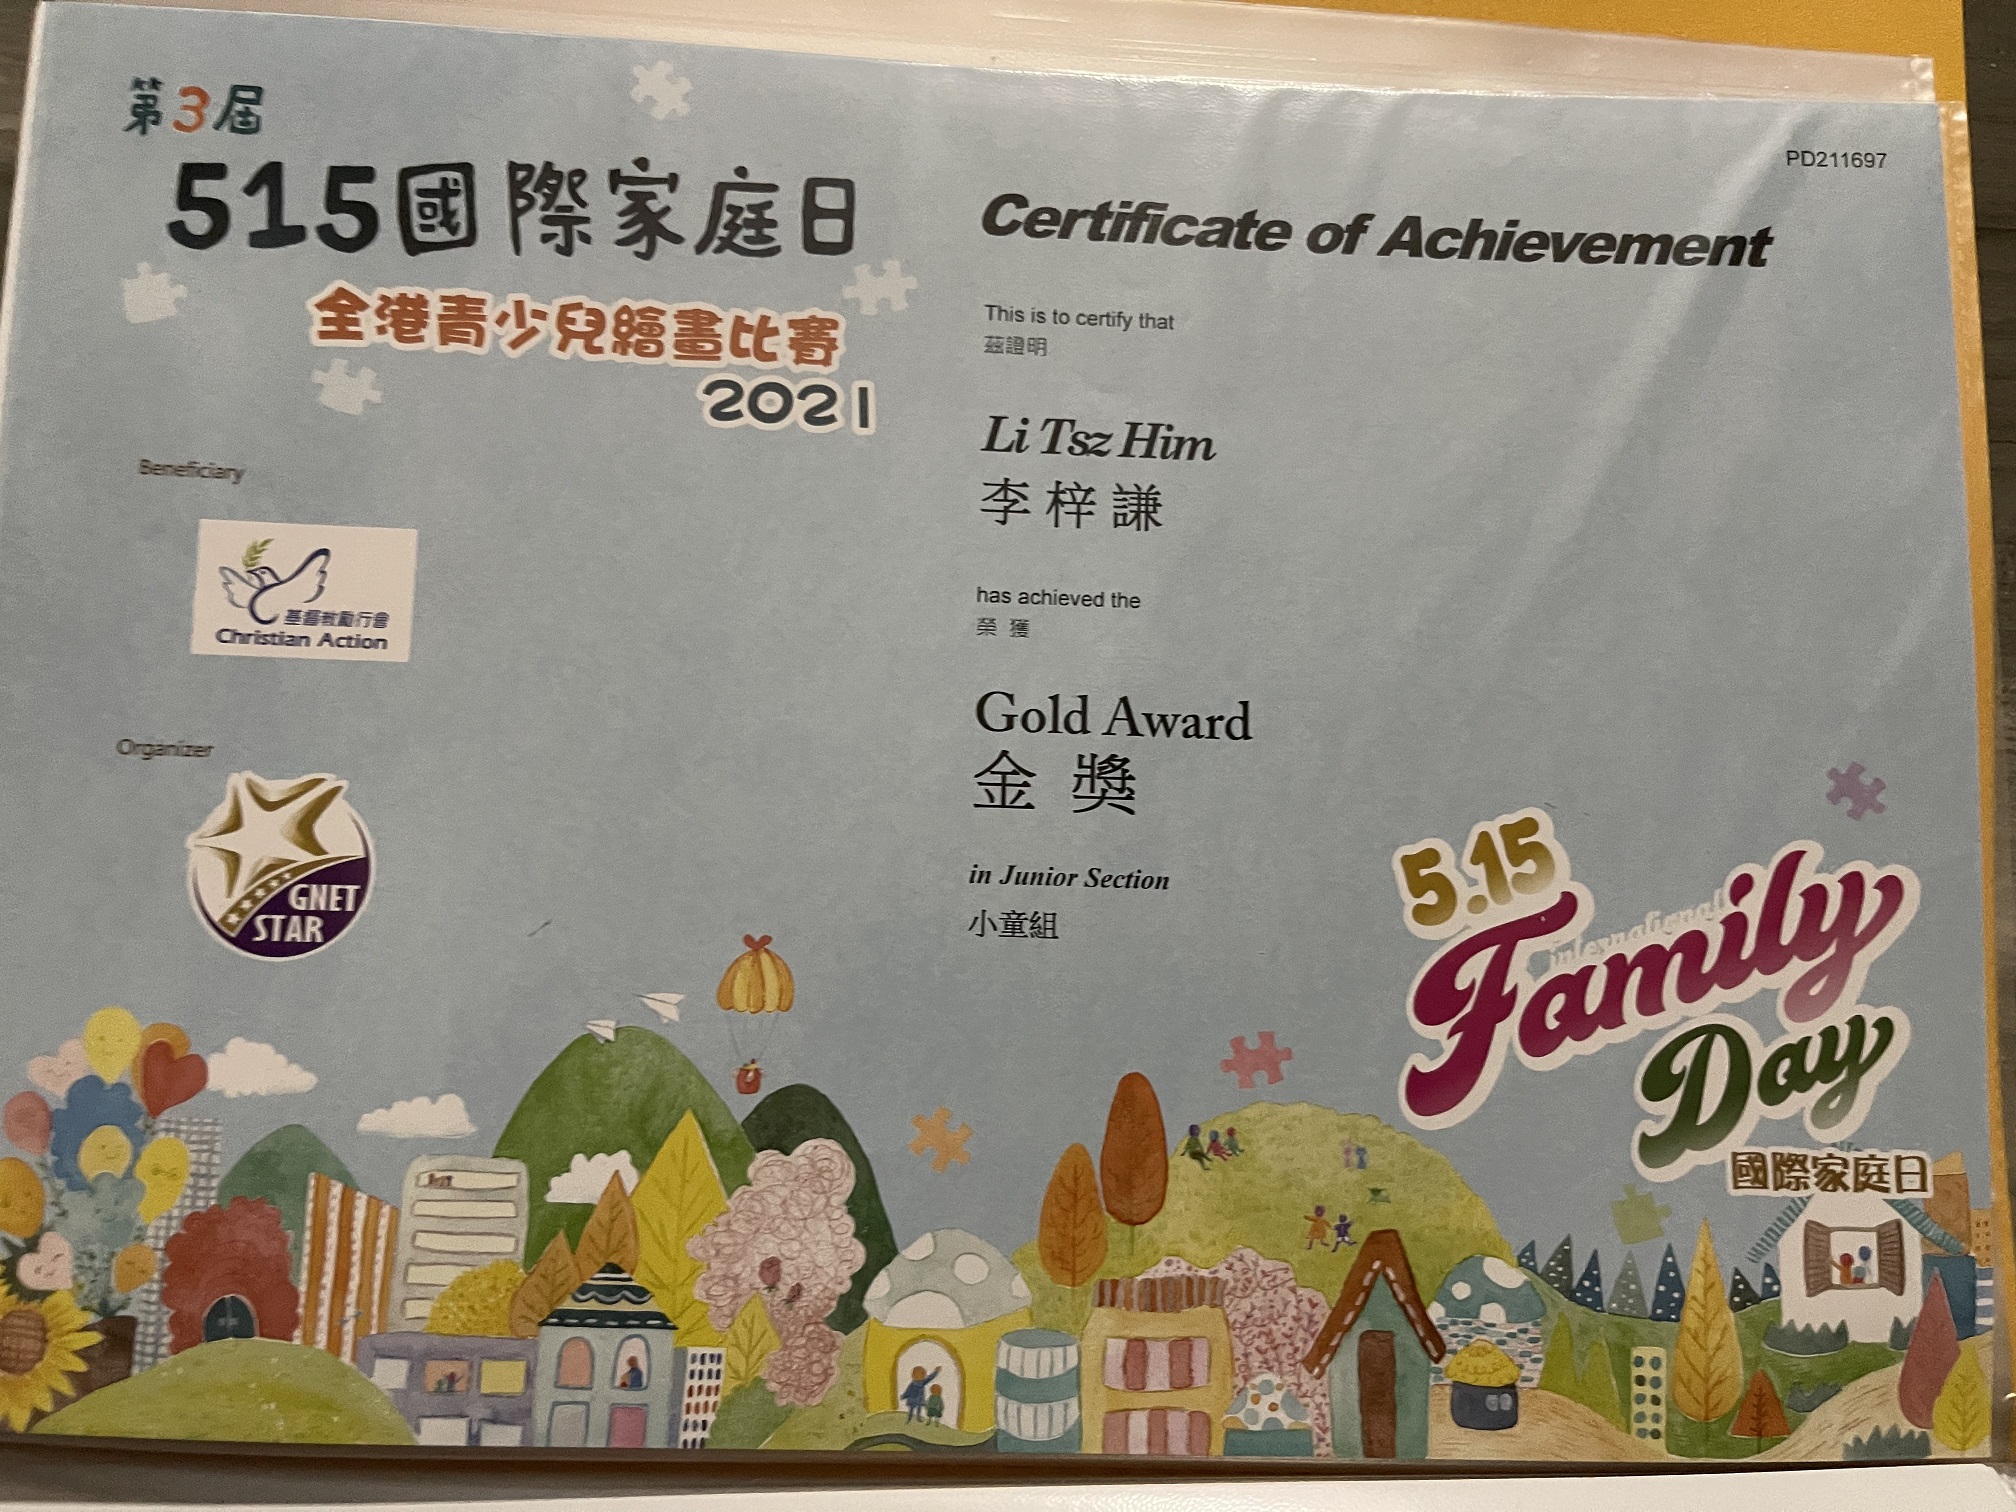 第3屆
515國際家庭日
全港青少兒繪畫比賽
2021
Beneficiary
基督教勵行會
Christian Action
Organizer
GNET
STAR
PD211697
Certificate of Achievement
This is to certify that
茲證明
Li Tsz Him
李梓謙
has achieved the
榮獲
Gold Award
金獎
in Junior Section
小童組
5.15
international
Family
Day
國際家庭日